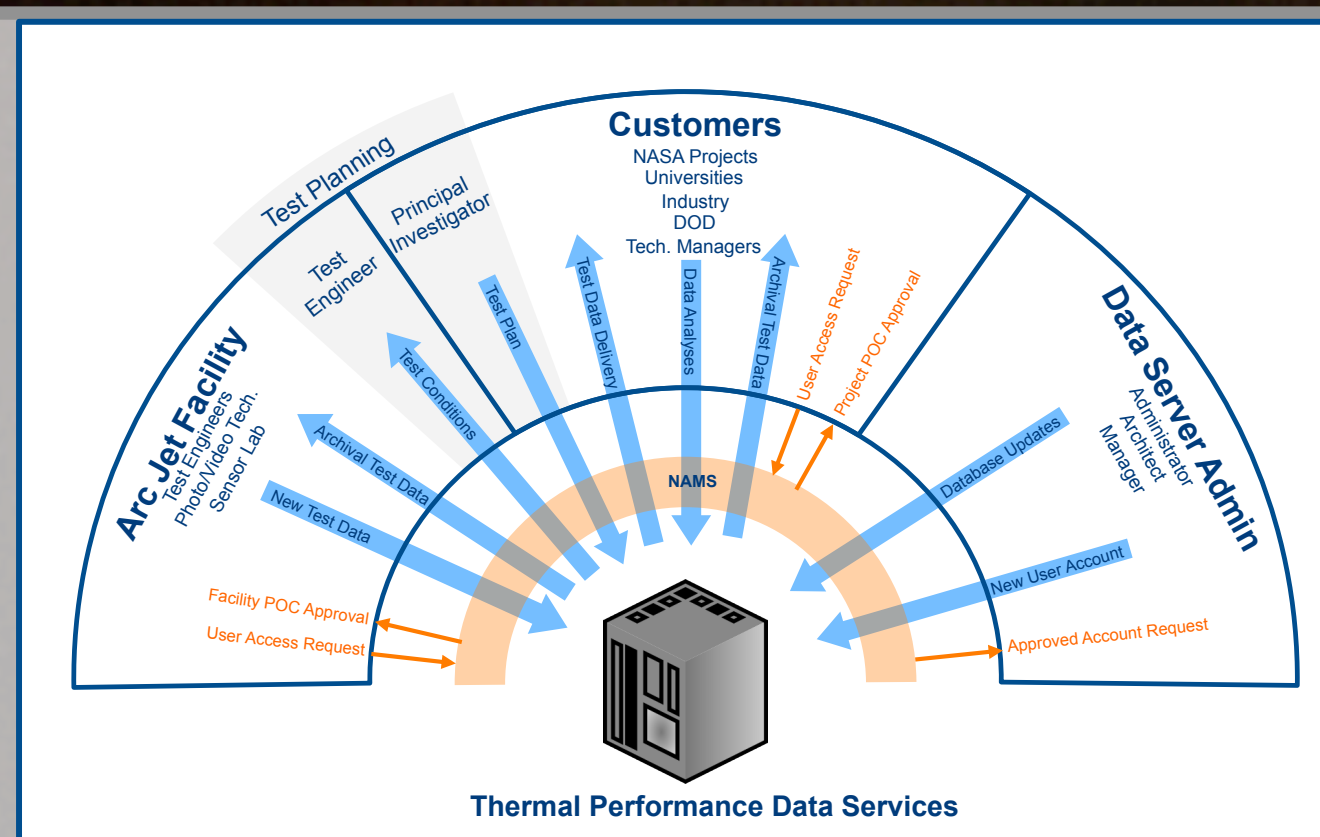 Customers
NASA Projects
Universities
Industry
DOD
Tech. Managers
Test Planning
Principal
Investigator
Test
Engineer
Arc Jet Facility
Test Engineers
Photo/Video Tech.
Sensor Lab
Data Server Admin
Administrator
Architect
Manager
New Test Data
Archival Test Data
Test Conditions
Test Plan
Test Data Delivery
Data Analyses
Archival Test Data
User Access Request
Project POC Approval
Database Updates
New User Account
Facility POC Approval
User Access Request
Approved Account Request
NAMS
Thermal Performance Data Services